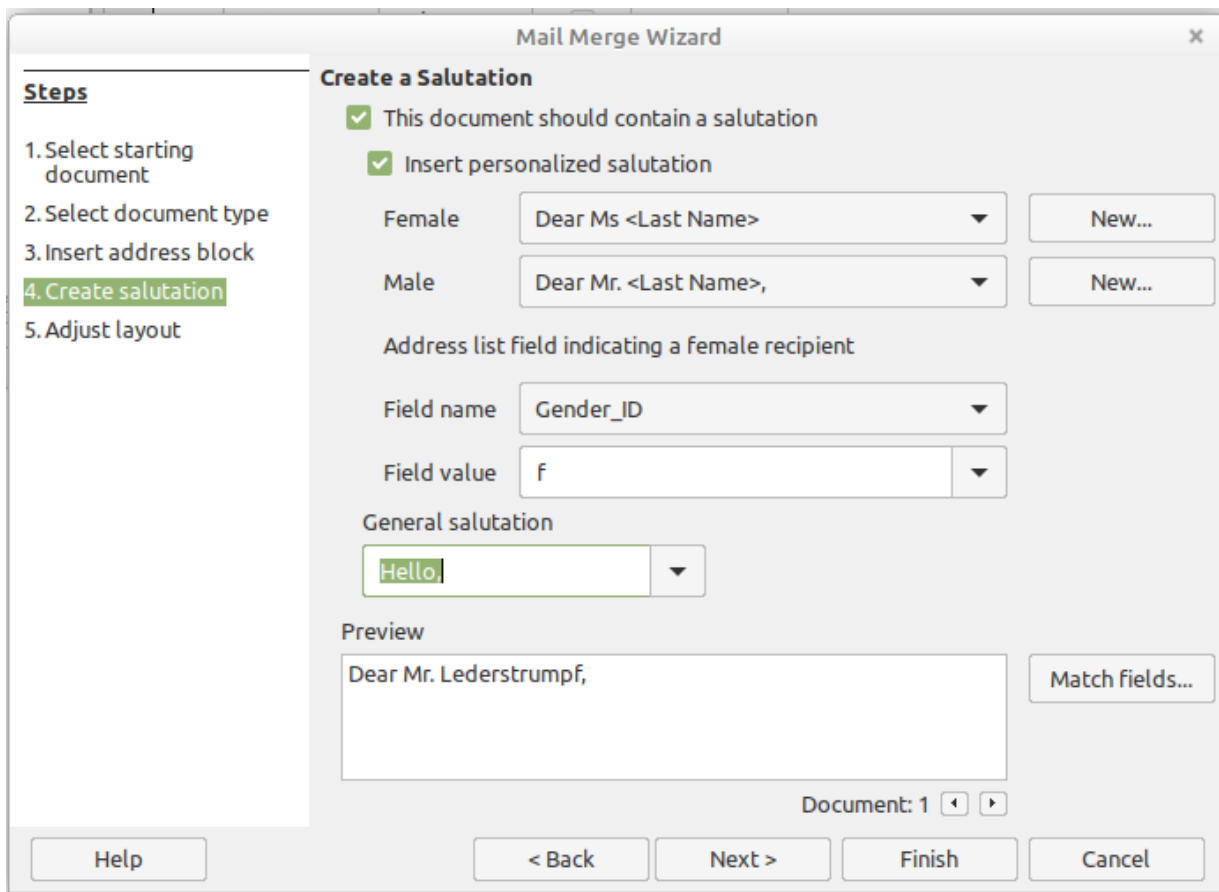 Mail Merge Wizard
Steps
1. Select starting
document
2. Select document type
3. Insert address block
4. Create salutation
5. Adjust layout
Create a Salutation
This document should contain a salutation
Insert personalized salutation
Female Dear Ms <Last Name> New...
Male Dear Mr. <Last Name>, New...
Address list field indicating a female recipient
Field name Gender_ID
Field value f
General salutation
Hello,
Preview
Dear Mr. Lederstrumpf,
Match fields...
Document: 1
Help < Back Next > Finish Cancel